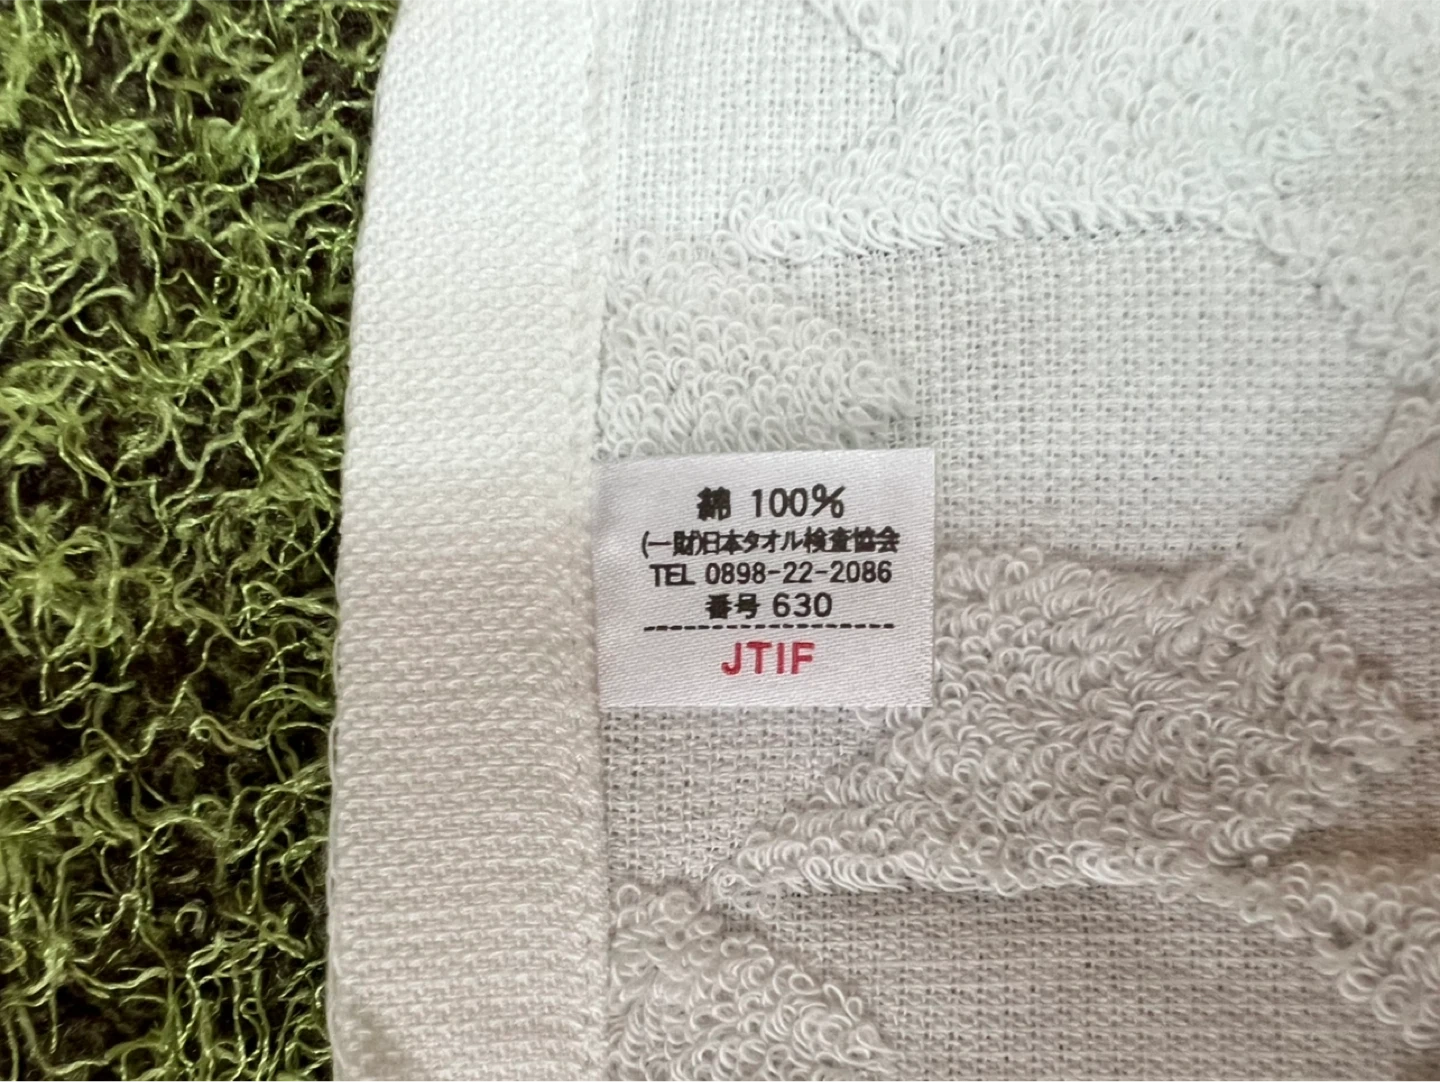 綿 100%
(一財)日本タオル検査協会
TEL 0898-22-2086
番号 630
JTIF